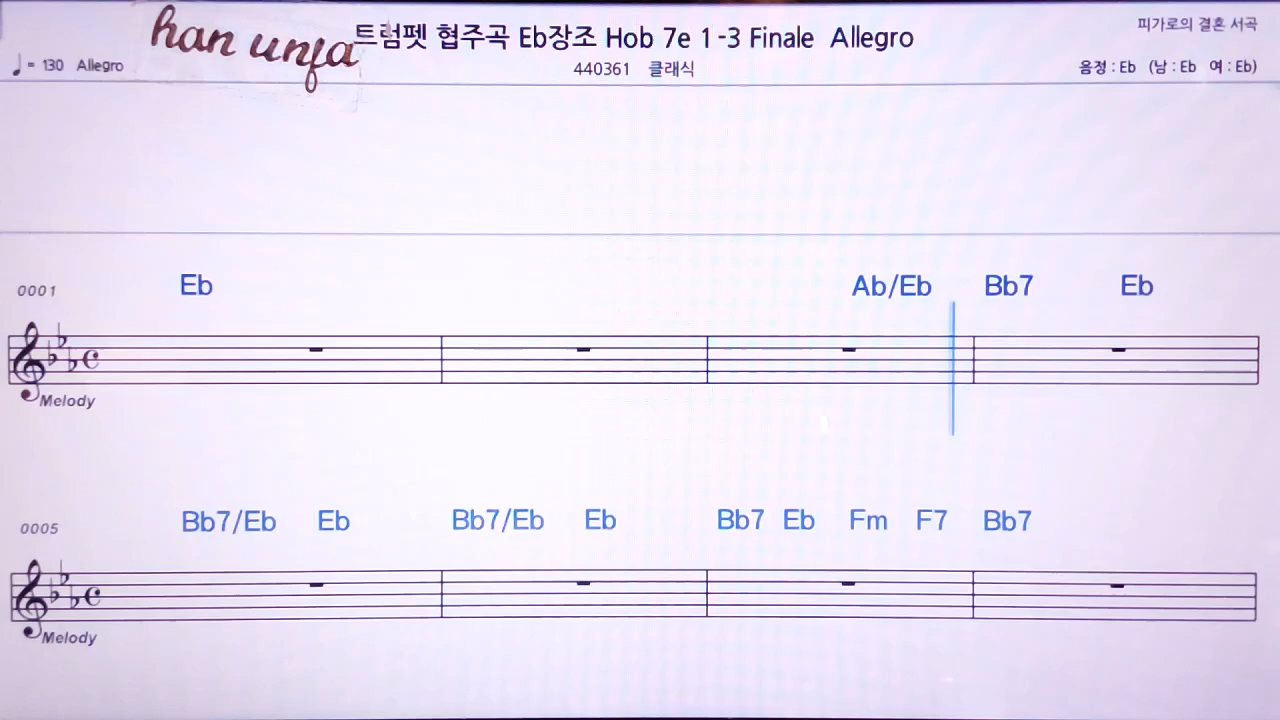 han unfa
트럼펫 협주곡 Eb장조 Hob 7e 1-3 Finale Allegro
피가로의 결혼 서곡
♩= 130 Allegro
440361 클래식
음정 : Eb (남 : Eb 여 : Eb)
0001 Eb Ab/Eb Bb7 Eb
Melody
0005 Bb7/Eb Eb Bb7/Eb Eb Bb7 Eb Fm F7 Bb7
Melody